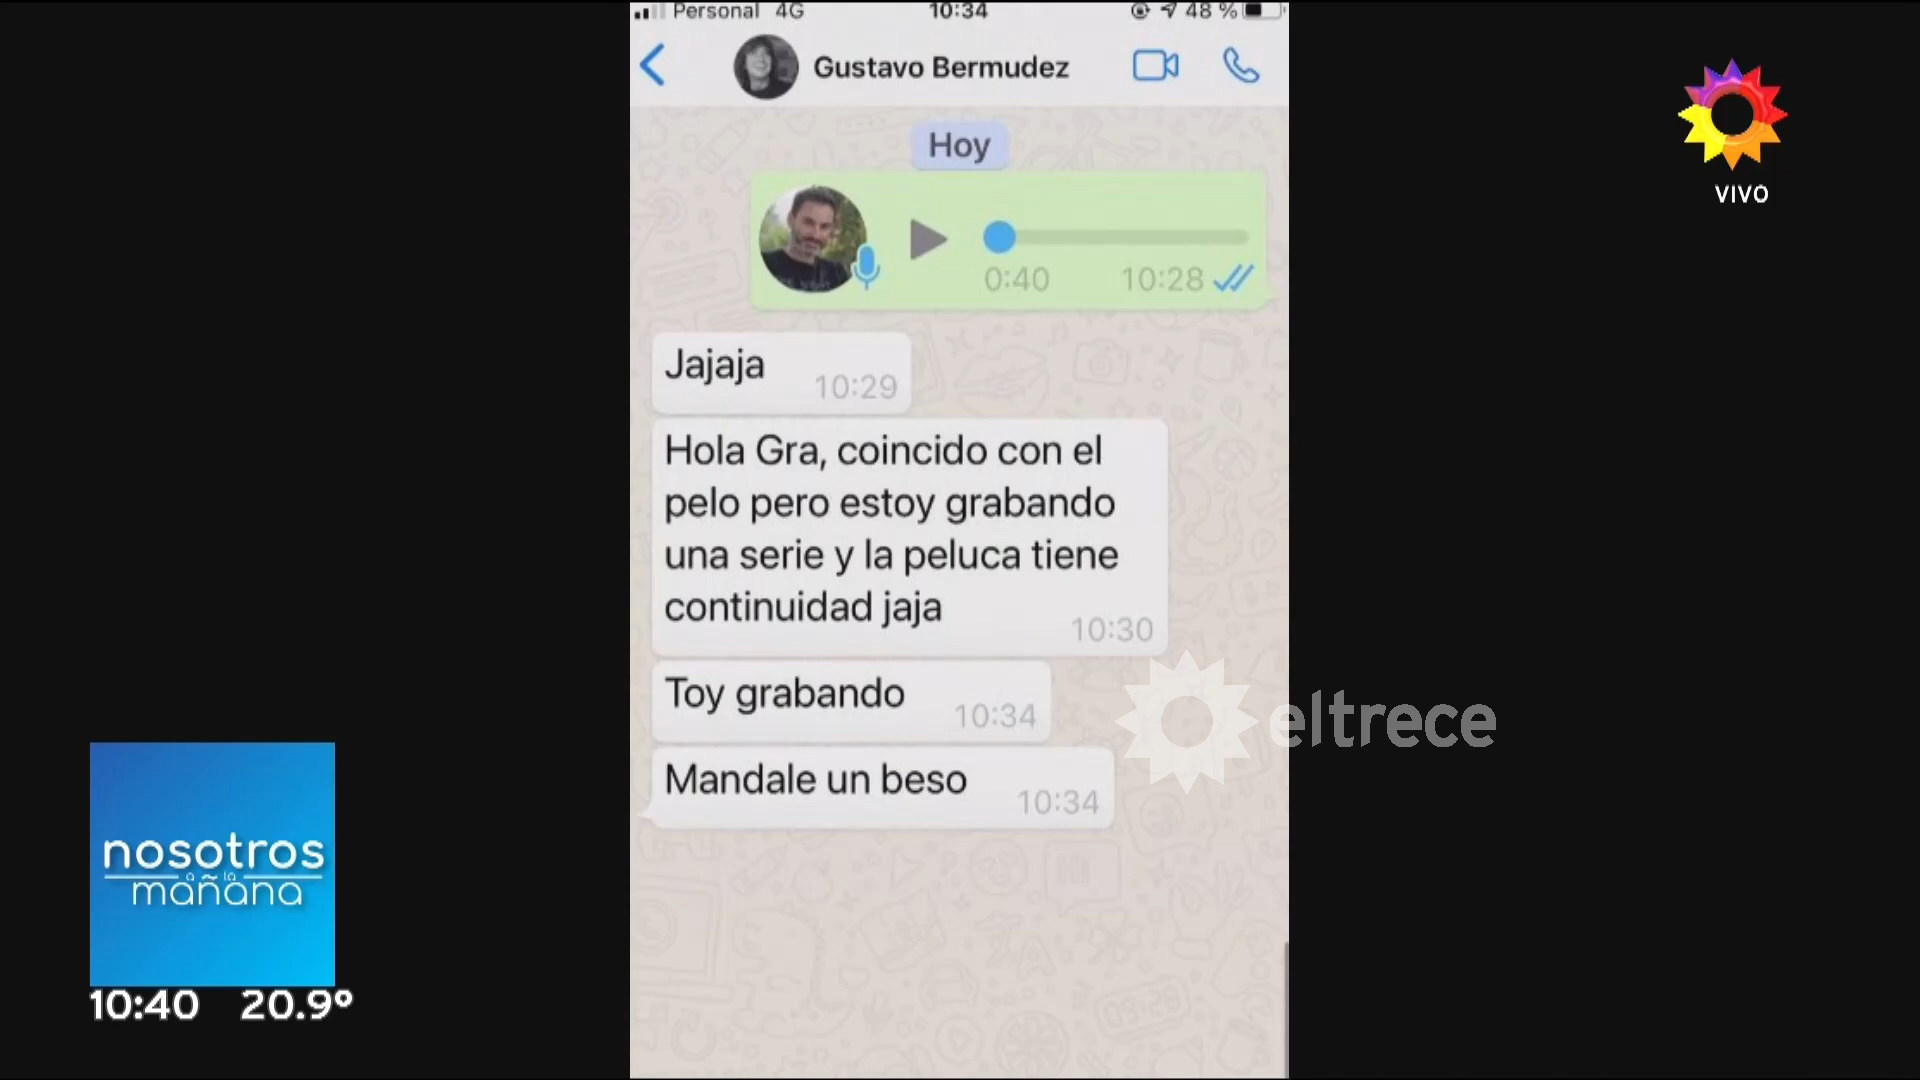 Personal 4G 10:34 48 %
Gustavo Bermudez
VIVO
Hoy
0:40 10:28
Jajaja
10:29
Hola Gra, coincido con el
pelo pero estoy grabando
una serie y la peluca tiene
continuidad jaja
10:30
Toy grabando
10:34
eltrece
Mandale un beso
10:34
nosotros
a la
mañana
10:40 20.9°